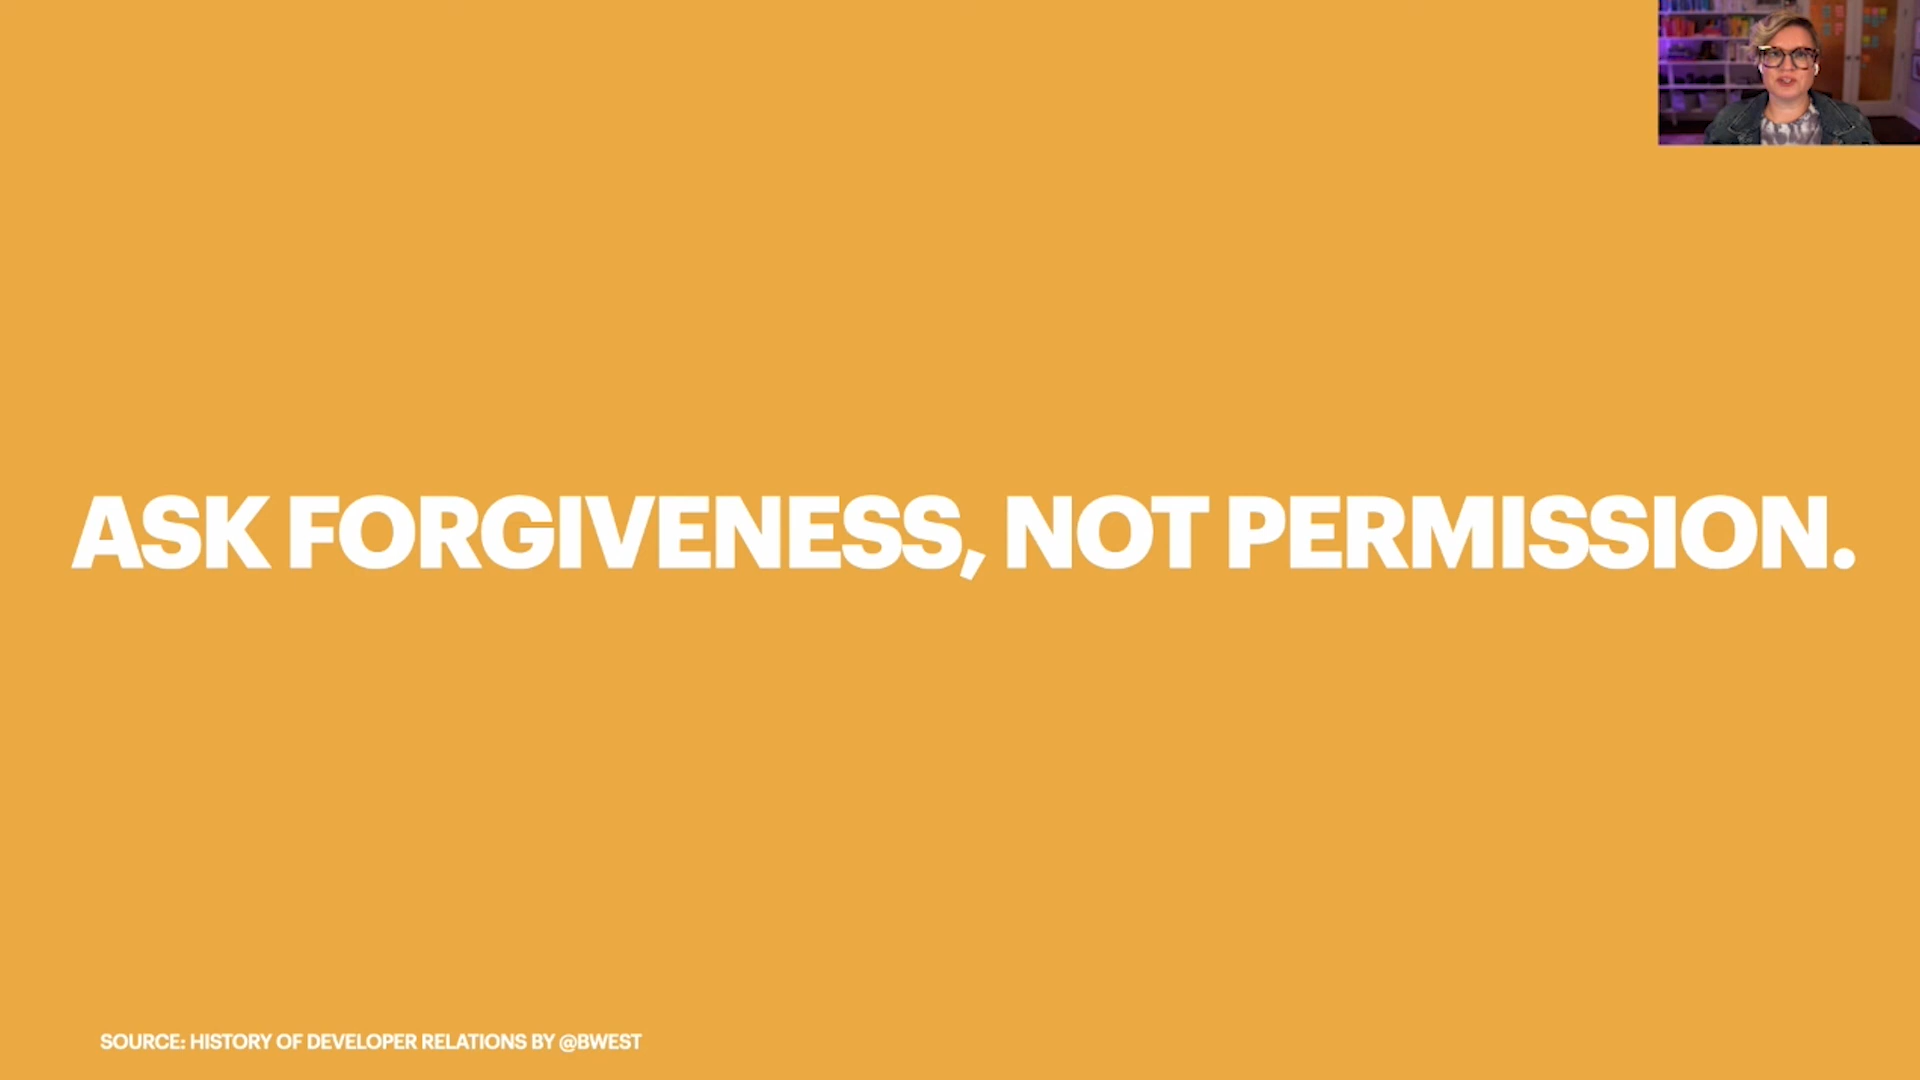 ASK FORGIVENESS, NOT PERMISSION.
SOURCE: HISTORY OF DEVELOPER RELATIONS BY @BWEST